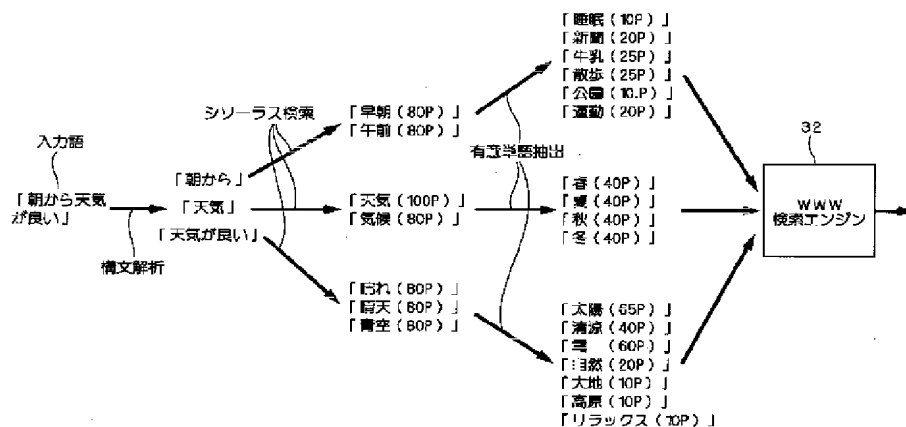 入力語
「朝から天気
が良い」
構文解析
「朝から」
「天気」
「天気が良い」
シソーラス検索
「早朝(80P)」
「午前(80P)」
「天気(100P)」
「気候(80P)」
「晴れ(80P)」
「晴天(80P)」
「青空(80P)」
有意単語抽出
「睡眠(10P)」
「新聞(20P)」
「牛乳(25P)」
「散歩(25P)」
「公園(10.P)」
「運動(20P)」
「春(40P)」
「夏(40P)」
「秋(40P)」
「冬(40P)」
「太陽(55P)」
「清涼(40P)」
「雲 (60P)」
「自然(20P)」
「大地(10P)」
「高原(10P)」
「リラックス(10P)」
32
WWW
検索エンジン